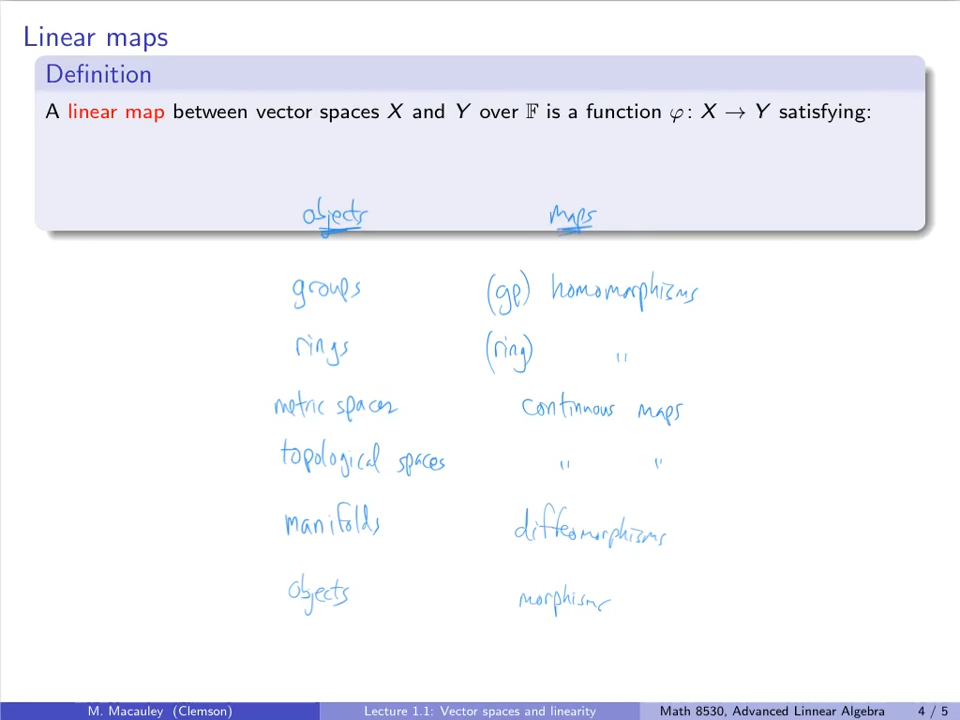 Linear maps
Definition
A linear map between vector spaces X and Y over 𝔽 is a function φ: X → Y satisfying:
objects maps
groups (gp) homomorphisms
rings (ring) "
metric spaces continuous maps
topological spaces " "
manifolds diffeomorphisms
objects morphisms
M. Macauley (Clemson) Lecture 1.1: Vector spaces and linearity Math 8530, Advanced Linnear Algebra 4 / 5